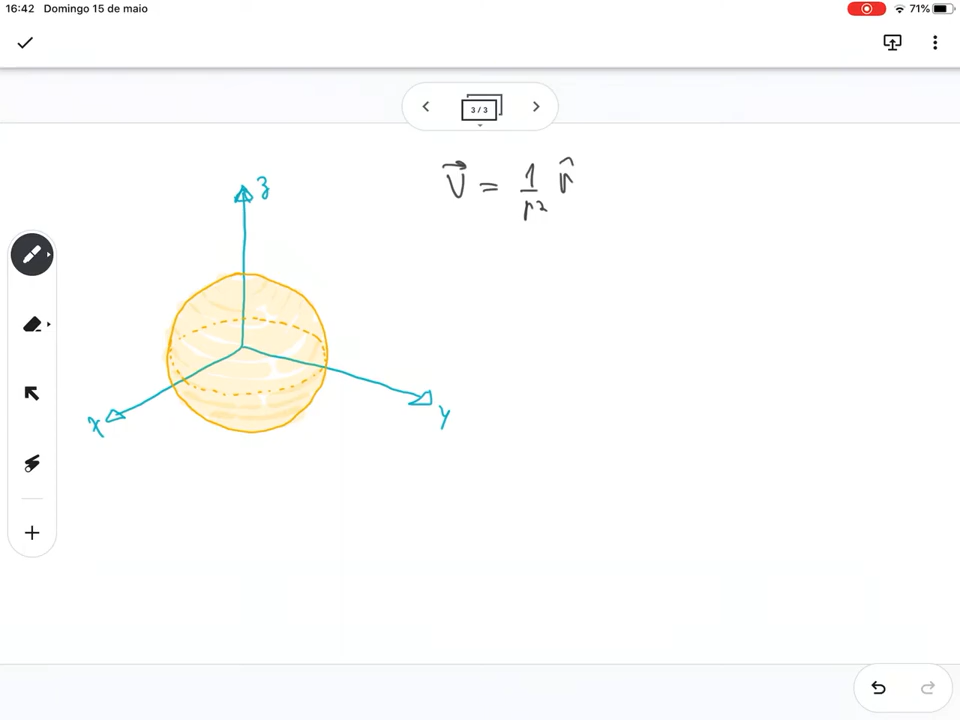 16:42 Domingo 15 de maio 71%
3 / 3
z
x
y
V⃗ = 1/r² r̂